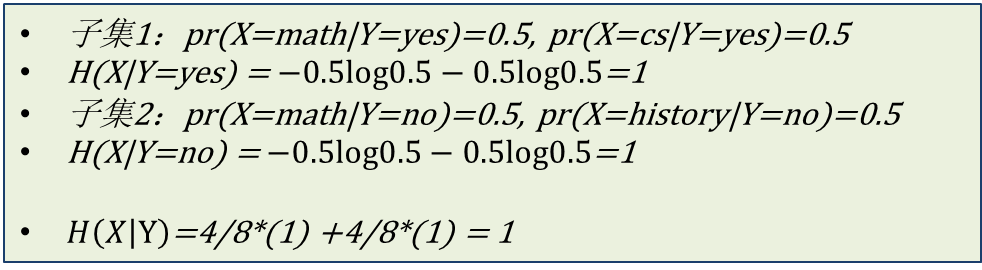 • 子集1：pr(X=math|Y=yes)=0.5, pr(X=cs|Y=yes)=0.5
• H(X|Y=yes) = −0.5log0.5 − 0.5log0.5=1
• 子集2：pr(X=math|Y=no)=0.5, pr(X=history|Y=no)=0.5
• H(X|Y=no) = −0.5log0.5 − 0.5log0.5=1
• H(X|Y)=4/8*(1) +4/8*(1) = 1